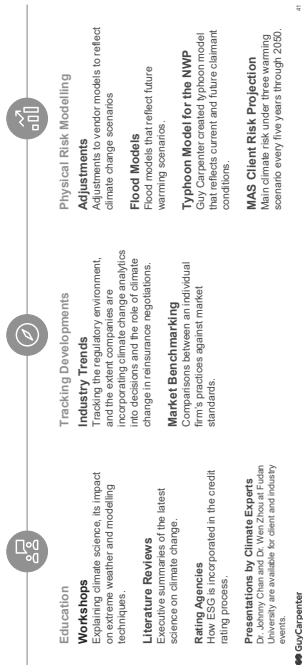 Education
Workshops
Explaining climate science, its impact
on extreme weather and modelling
techniques.
Literature Reviews
Executive summaries of the latest
science on climate change.
Rating Agencies
How ESG is incorporated in the credit
rating process.
Presentations by Climate Experts
Dr. Johnny Chan and Dr. Wen Zhou at Fudan
University are available for client and industry
events.
Tracking Developments
Industry Trends
Tracking the regulatory environment,
and the extent companies are
incorporating climate change analytics
into decisions and the role of climate
change in reinsurance negotiations.
Market Benchmarking
Comparisons between an individual
firm's practices against market
standards.
Physical Risk Modelling
Adjustments
Adjustments to vendor models to reflect
climate change scenarios
Flood Models
Flood models that reflect future
warming scenarios.
Typhoon Model for the NWP
Guy Carpenter created typhoon model
that reflects current and future claimant
conditions.
MAS Client Risk Projection
Main climate risk under three warming
scenario every five years through 2050.
GuyCarpenter
41